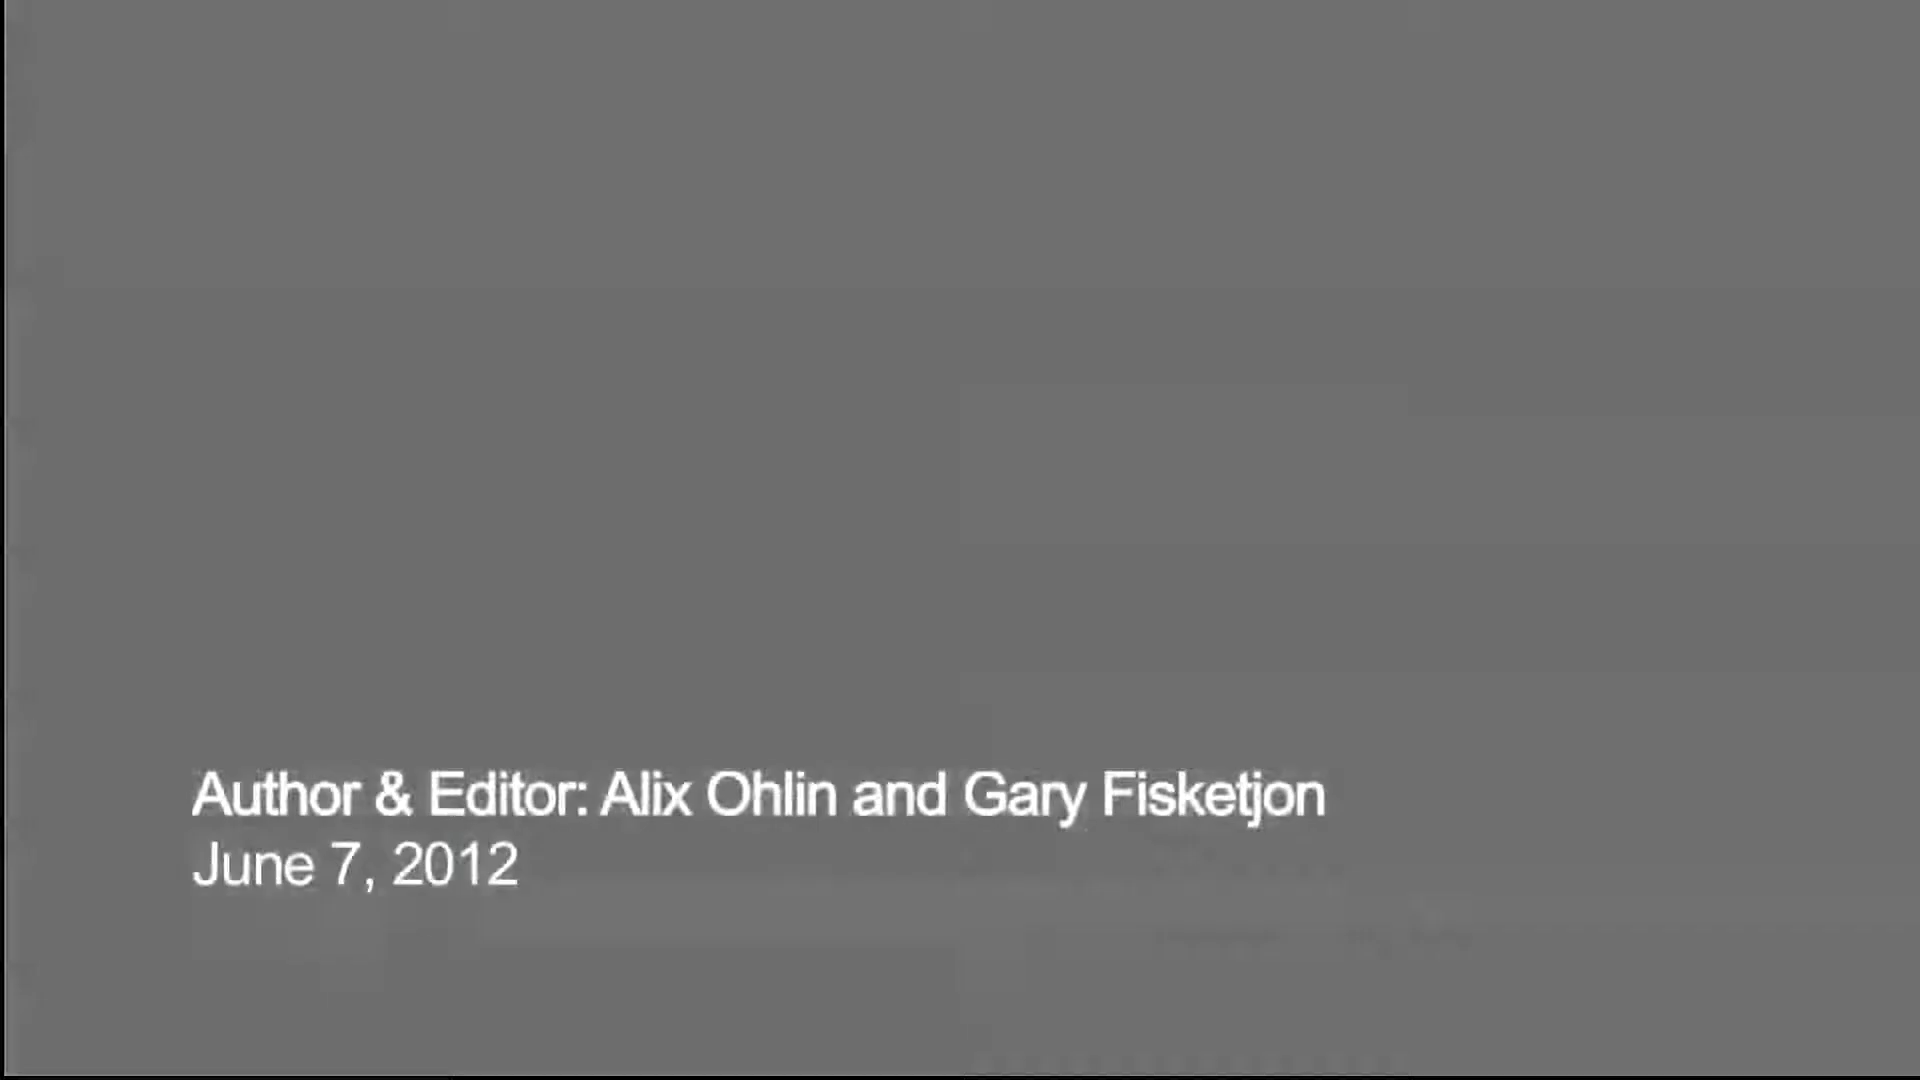 Author & Editor: Alix Ohlin and Gary Fisketjon
June 7, 2012